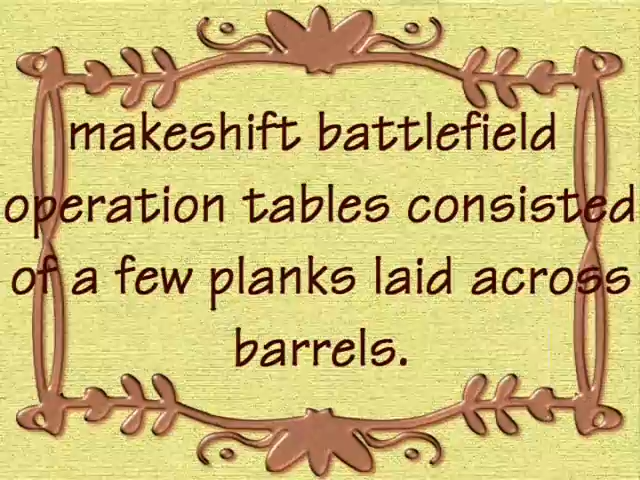 makeshift battlefield
operation tables consisted
of a few planks laid across
barrels.